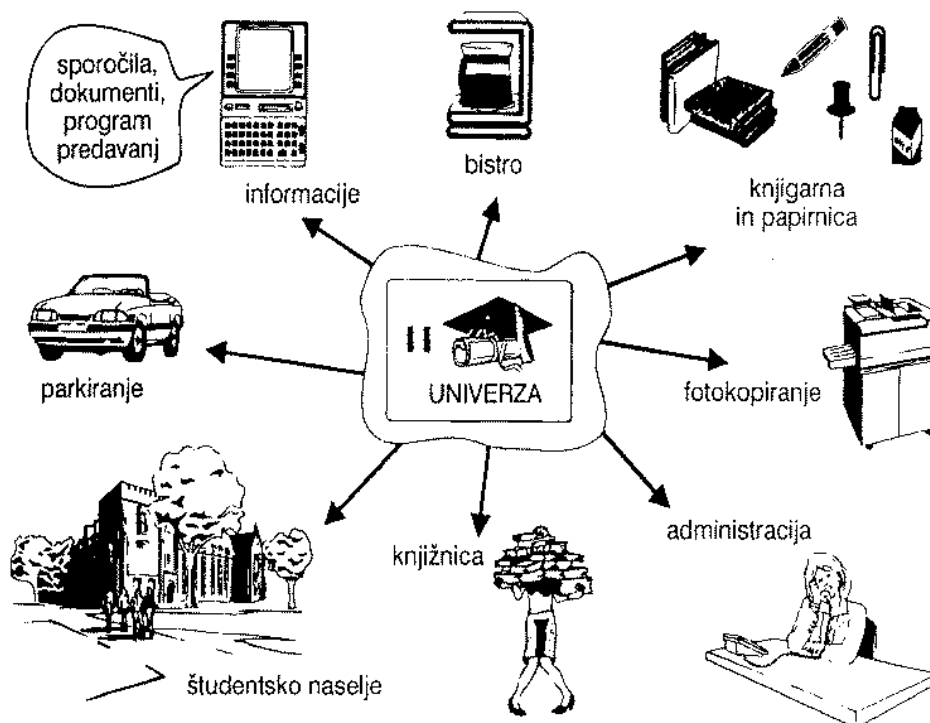 sporočila,
dokumenti,
program
predavanj
informacije
bistro
knjigarna
in papirnica
parkiranje
UNIVERZA
fotokopiranje
knjižnica
administracija
študentsko naselje